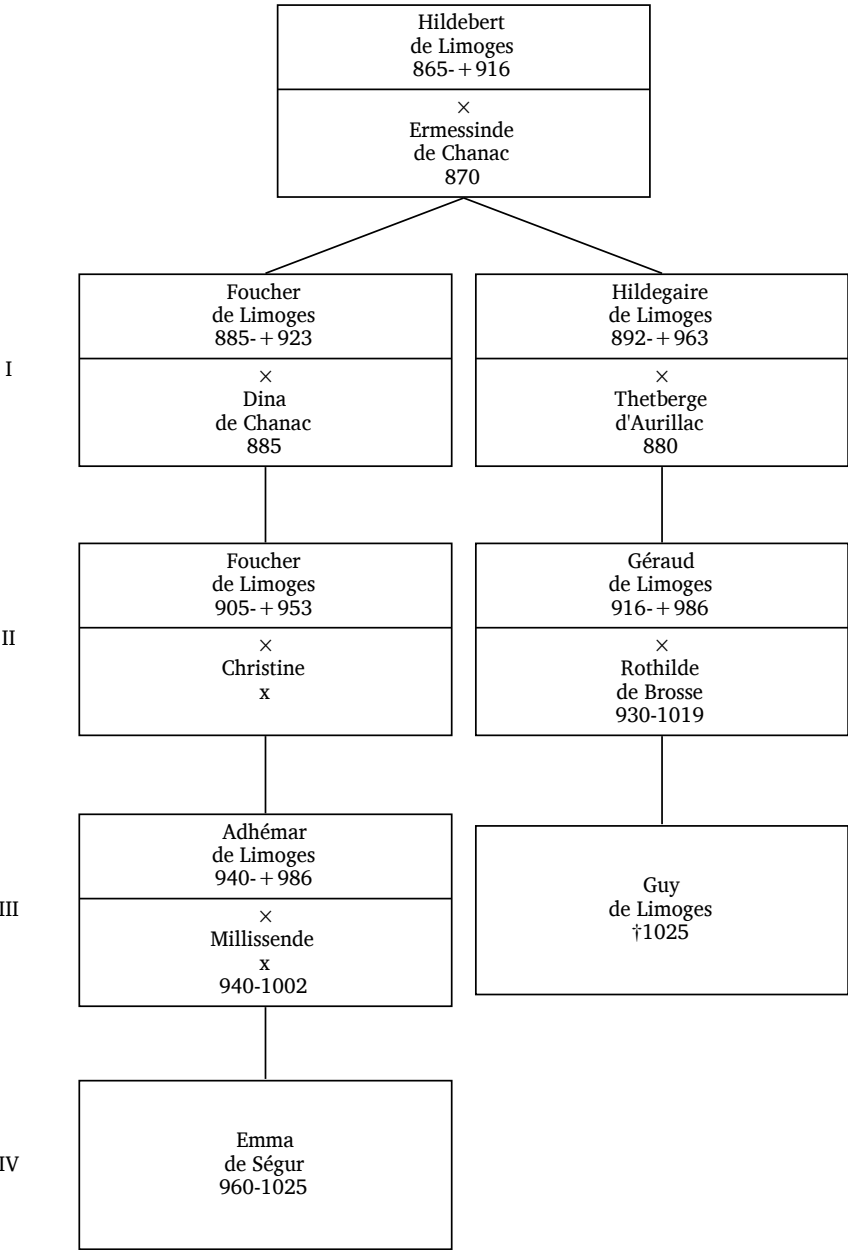 Hildebert
de Limoges
865-+916
×
Ermessinde
de Chanac
870
I
Foucher
de Limoges
885-+923
×
Dina
de Chanac
885
Hildegaire
de Limoges
892-+963
×
Thetberge
d'Aurillac
880
II
Foucher
de Limoges
905-+953
×
Christine
x
Géraud
de Limoges
916-+986
×
Rothilde
de Brosse
930-1019
III
Adhémar
de Limoges
940-+986
×
Millissende
x
940-1002
Guy
de Limoges
†1025
IV
Emma
de Ségur
960-1025